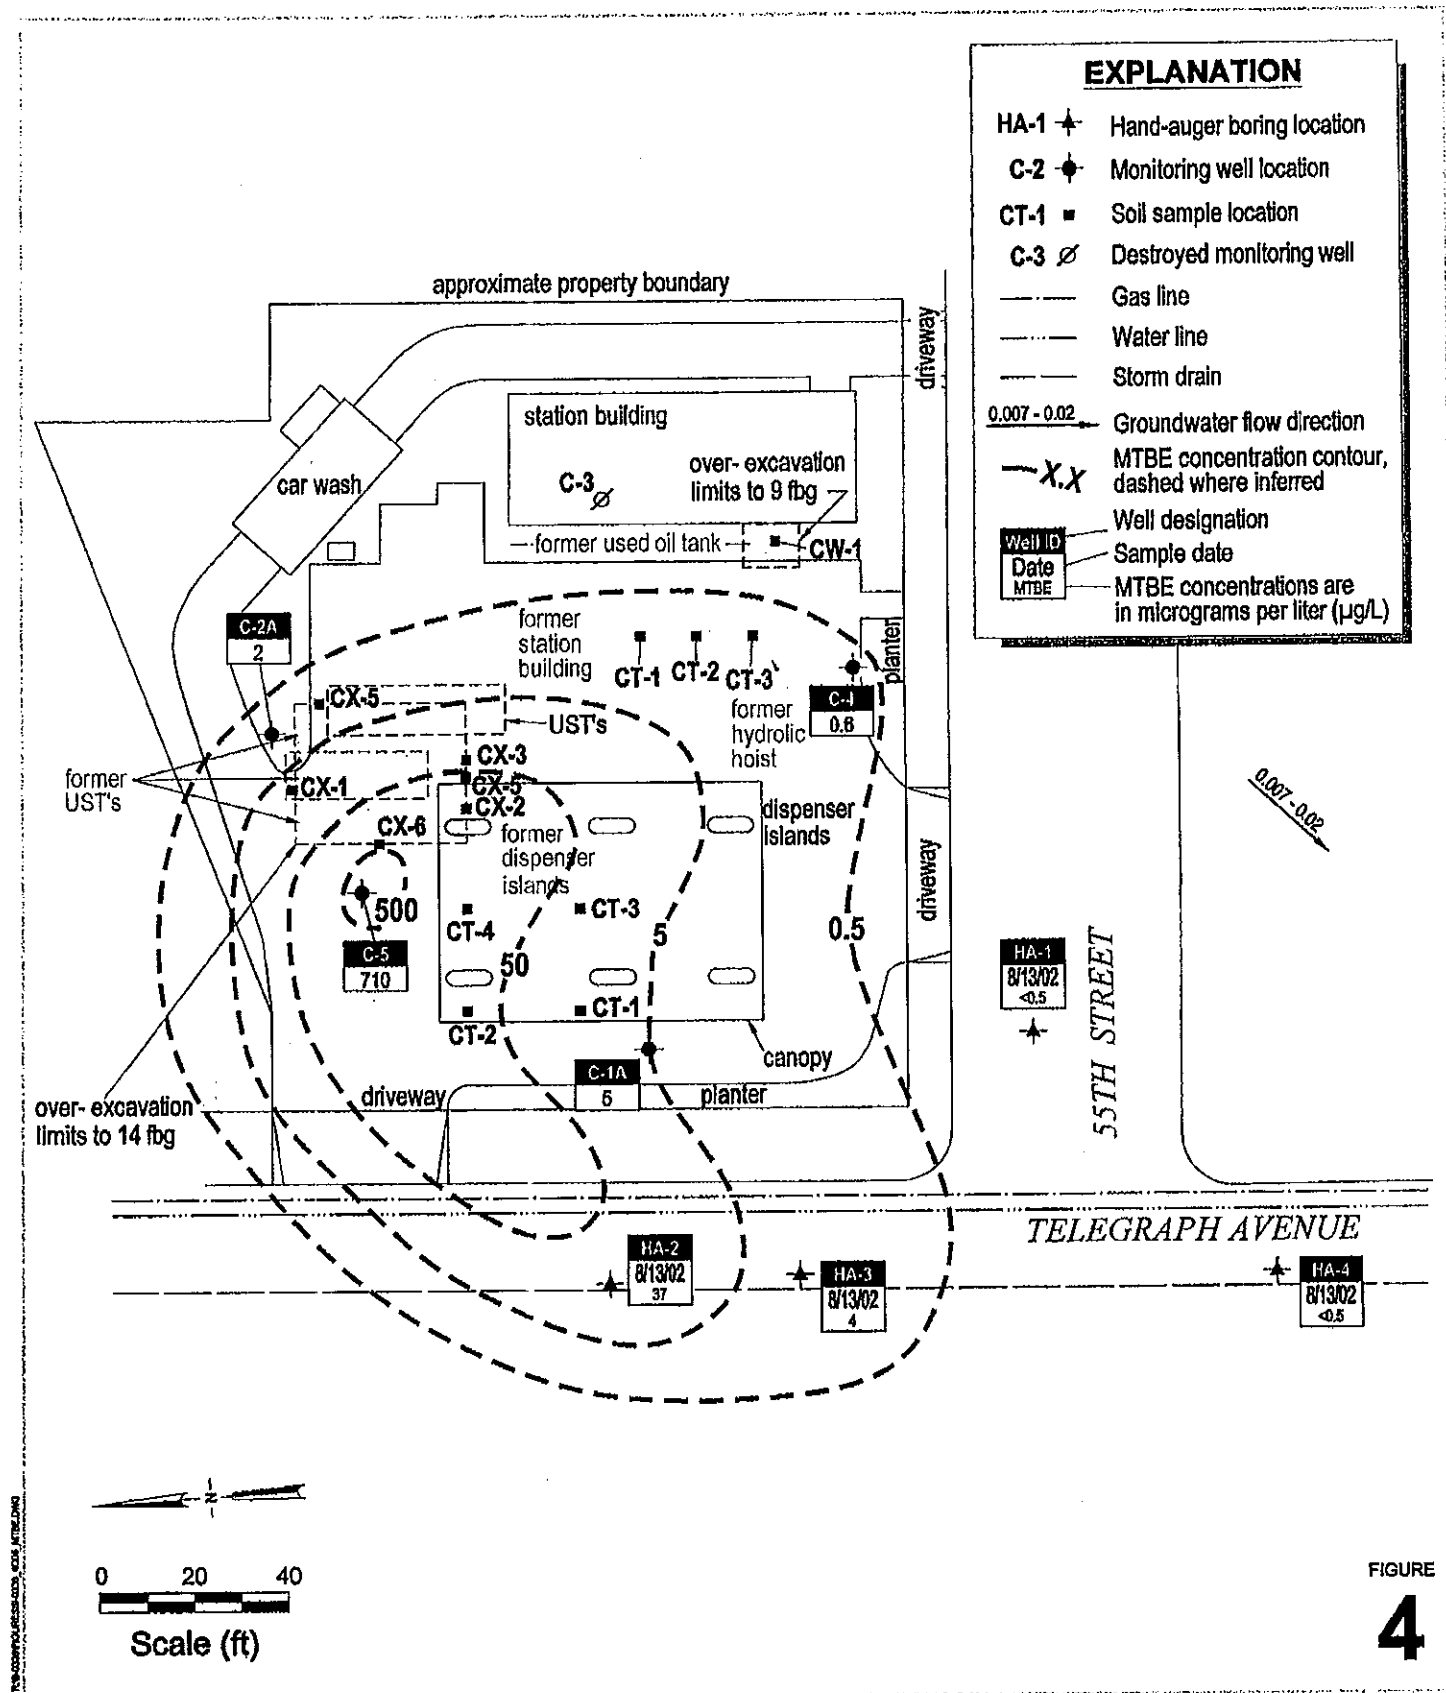 EXPLANATION
HA-1 Hand-auger boring location
C-2 Monitoring well location
CT-1 Soil sample location
C-3 Destroyed monitoring well
Gas line
Water line
Storm drain
0.007 - 0.02 Groundwater flow direction
X.X MTBE concentration contour,
dashed where inferred
Well ID
Date
MTBE
Well designation
Sample date
MTBE concentrations are
in micrograms per liter (µg/L)
approximate property boundary
driveway
station building
car wash
C-3
over- excavation
limits to 9 fbg
former used oil tank
CW-1
C-2A
2
former
station
building
CT-1
CT-2
CT-3
planter
former
hydrolic
hoist
0.6
CX-5
UST's
former
UST's
CX-1
CX-3
CX-5
CX-2
CX-6
former
dispenser
islands
dispenser
islands
0.007 - 0.02
500
C-5
710
CT-4
CT-3
50
5
0.5
driveway
HA-1
8/13/02
<0.5
55TH STREET
CT-2
CT-1
canopy
C-1A
5
driveway
planter
over- excavation
limits to 14 fbg
TELEGRAPH AVENUE
HA-2
8/13/02
37
HA-3
8/13/02
4
HA-4
8/13/02
<0.5
N
0 20 40
Scale (ft)
FIGURE
4